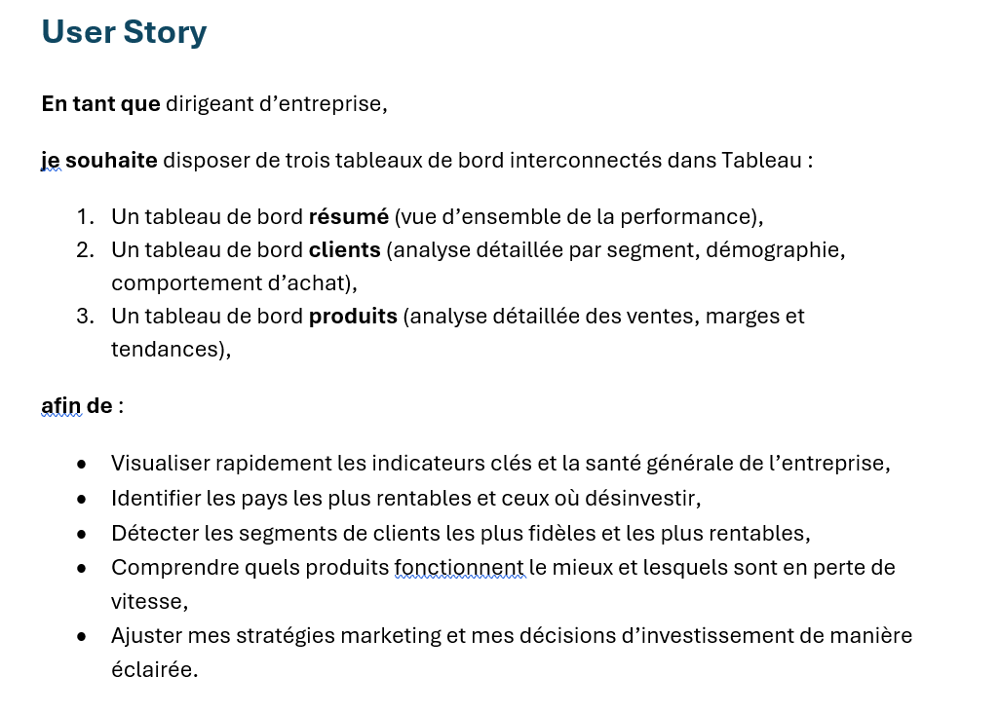 User Story
En tant que dirigeant d’entreprise,
je souhaite disposer de trois tableaux de bord interconnectés dans Tableau :
1. Un tableau de bord résumé (vue d’ensemble de la performance),
2. Un tableau de bord clients (analyse détaillée par segment, démographie,
comportement d’achat),
3. Un tableau de bord produits (analyse détaillée des ventes, marges et
tendances),
afin de :
• Visualiser rapidement les indicateurs clés et la santé générale de l’entreprise,
• Identifier les pays les plus rentables et ceux où désinvestir,
• Détecter les segments de clients les plus fidèles et les plus rentables,
• Comprendre quels produits fonctionnent le mieux et lesquels sont en perte de
vitesse,
• Ajuster mes stratégies marketing et mes décisions d’investissement de manière
éclairée.